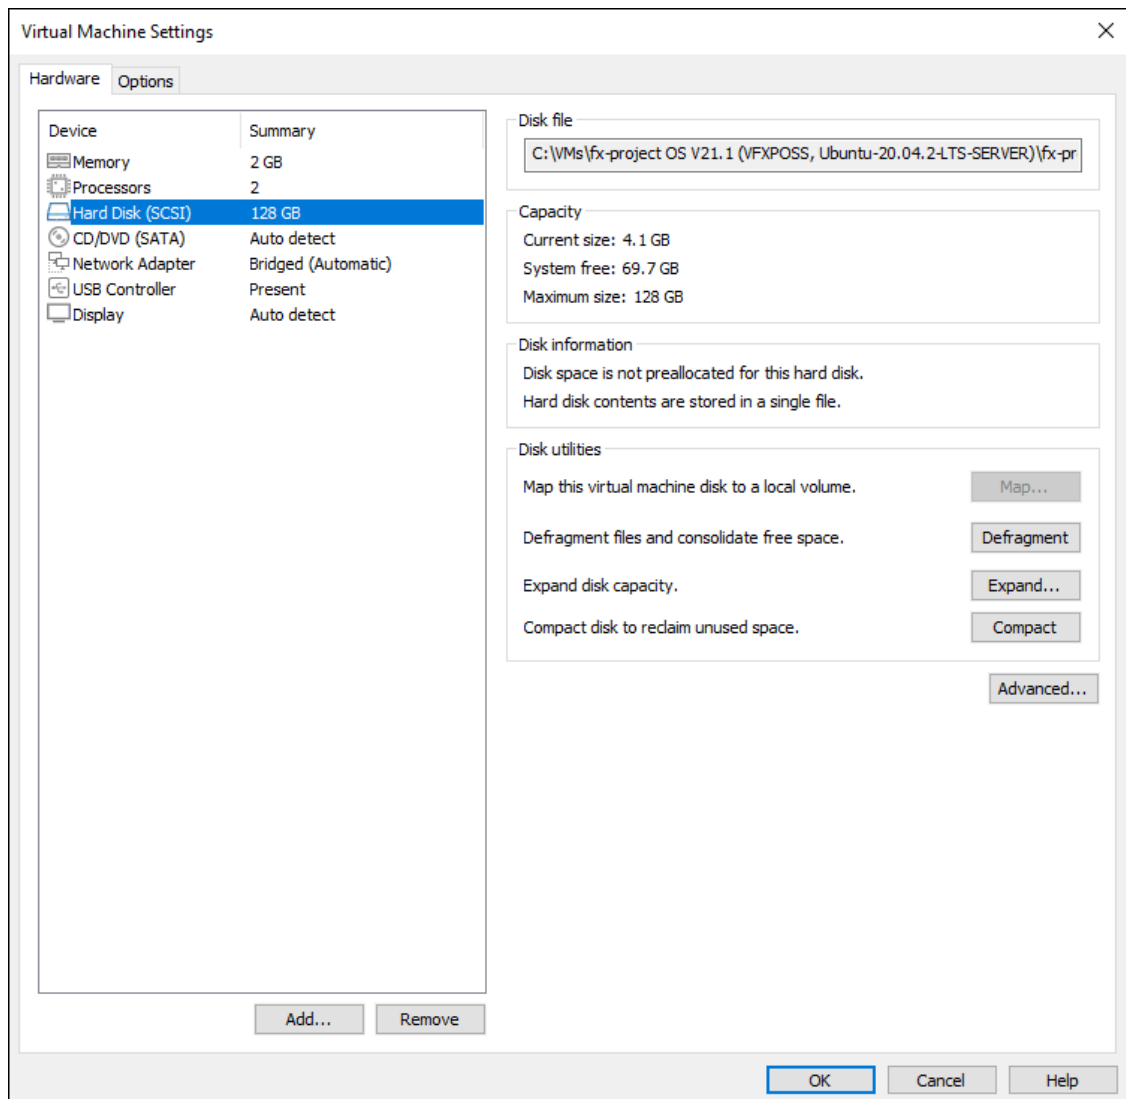 Virtual Machine Settings
Hardware Options
Device Summary
Memory 2 GB
Processors 2
Hard Disk (SCSI) 128 GB
CD/DVD (SATA) Auto detect
Network Adapter Bridged (Automatic)
USB Controller Present
Display Auto detect
Add... Remove
Disk file
C:\VMs\fx-project OS V21.1 (VFXPOSS, Ubuntu-20.04.2-LTS-SERVER)\fx-pr
Capacity
Current size: 4.1 GB
System free: 69.7 GB
Maximum size: 128 GB
Disk information
Disk space is not preallocated for this hard disk.
Hard disk contents are stored in a single file.
Disk utilities
Map this virtual machine disk to a local volume. Map...
Defragment files and consolidate free space. Defragment
Expand disk capacity. Expand...
Compact disk to reclaim unused space. Compact
Advanced...
OK Cancel Help